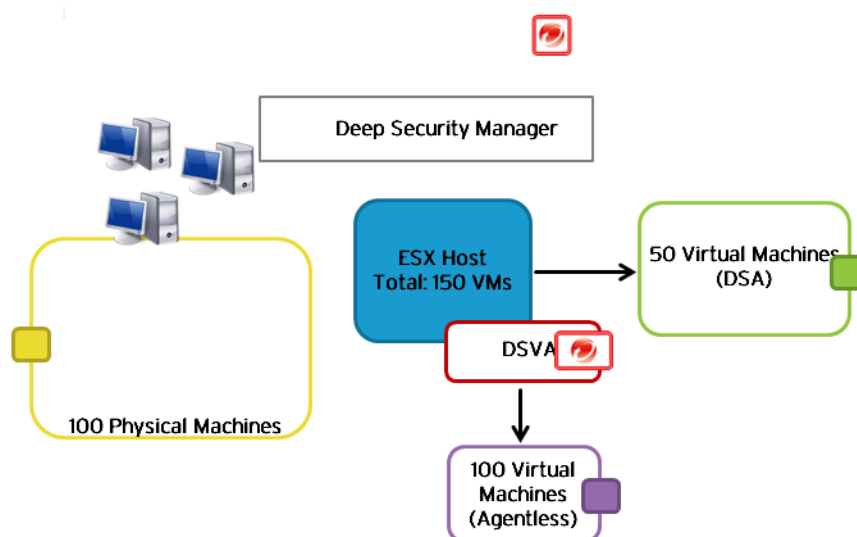 Deep Security Manager
ESX Host
Total: 150 VMs
50 Virtual Machines
(DSA)
DSVA
100 Physical Machines
100 Virtual
Machines
(Agentless)